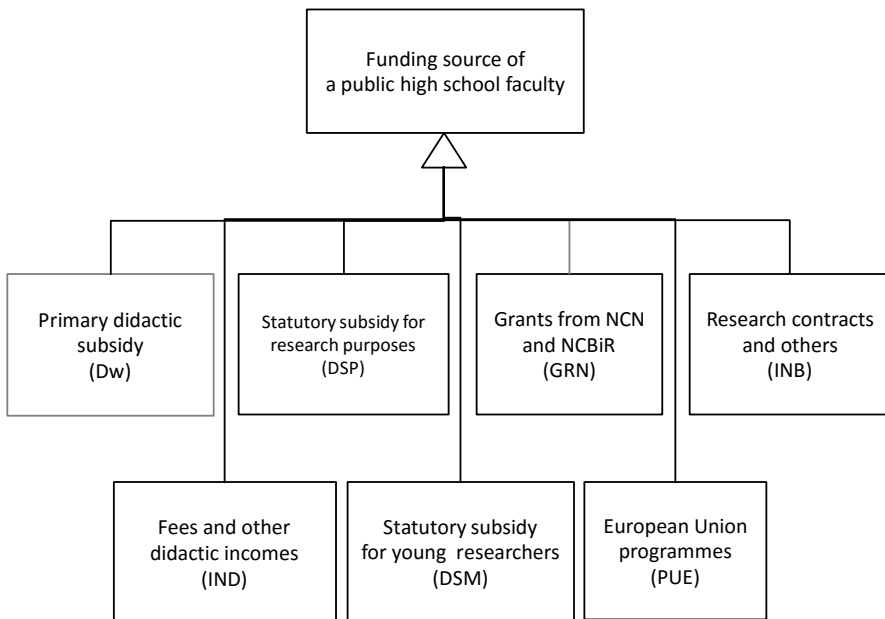 Funding source of
a public high school faculty
Primary didactic
subsidy
(Dw)
Statutory subsidy for
research purposes
(DSP)
Grants from NCN
and NCBiR
(GRN)
Research contracts
and others
(INB)
Fees and other
didactic incomes
(IND)
Statutory subsidy
for young researchers
(DSM)
European Union
programmes
(PUE)